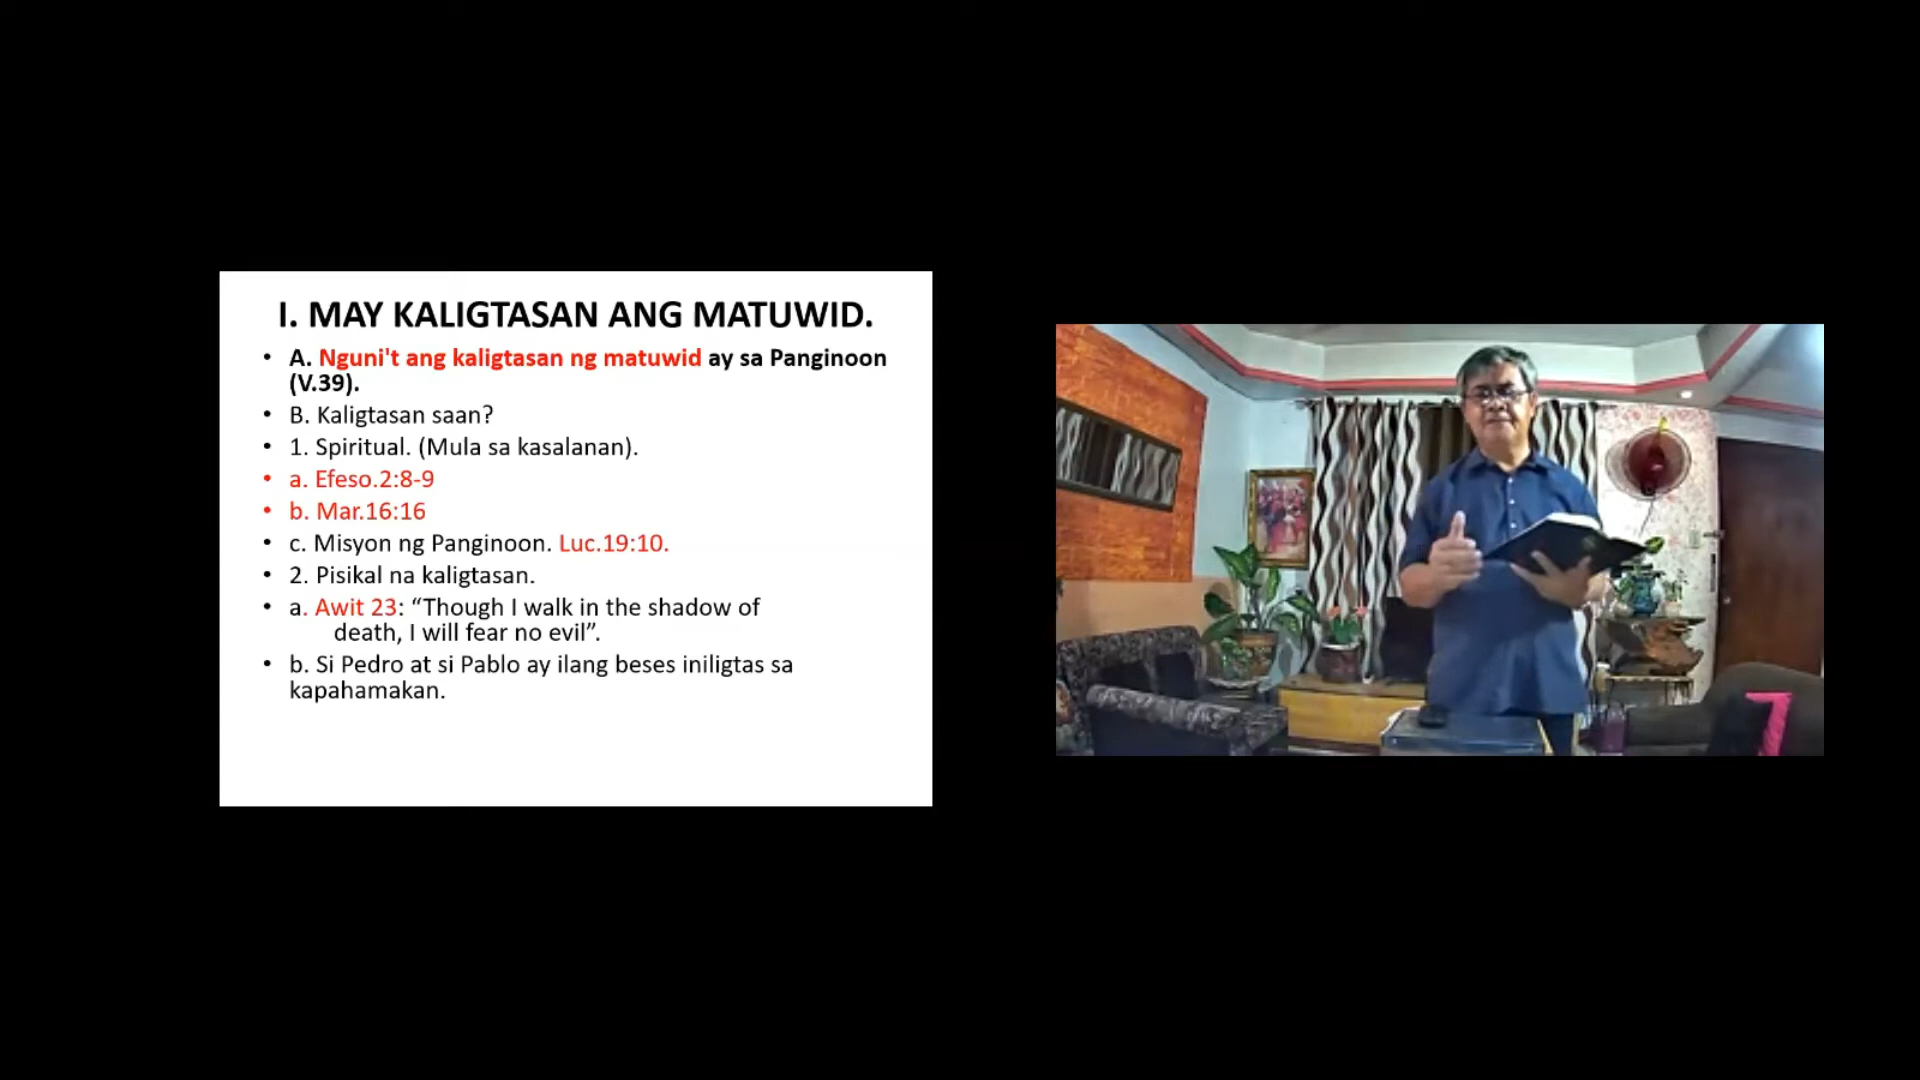 I. MAY KALIGTASAN ANG MATUWID.
• A. Nguni't ang kaligtasan ng matuwid ay sa Panginoon
(V.39).
• B. Kaligtasan saan?
• 1. Spiritual. (Mula sa kasalanan).
• a. Efeso.2:8-9
• b. Mar.16:16
• c. Misyon ng Panginoon. Luc.19:10.
• 2. Pisikal na kaligtasan.
• a. Awit 23: “Though I walk in the shadow of
death, I will fear no evil”.
• b. Si Pedro at si Pablo ay ilang beses iniligtas sa
kapahamakan.